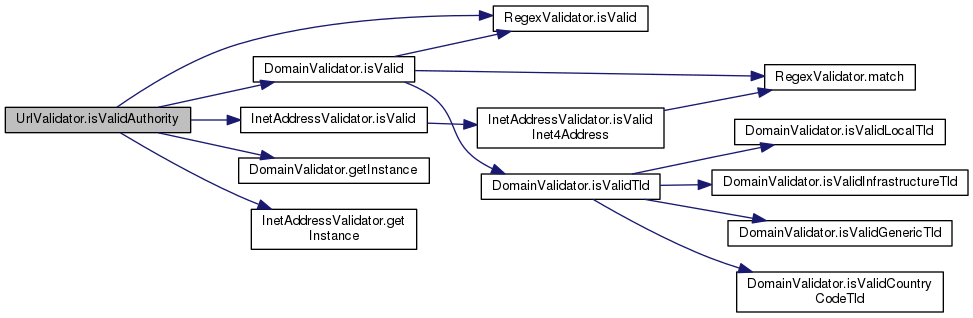 RegexValidator.isValid
DomainValidator.isValid
RegexValidator.match
UrlValidator.isValidAuthority
InetAddressValidator.isValid
InetAddressValidator.isValid
Inet4Address
DomainValidator.isValidLocalTld
DomainValidator.getInstance
DomainValidator.isValidTld
DomainValidator.isValidInfrastructureTld
InetAddressValidator.get
Instance
DomainValidator.isValidGenericTld
DomainValidator.isValidCountry
CodeTld